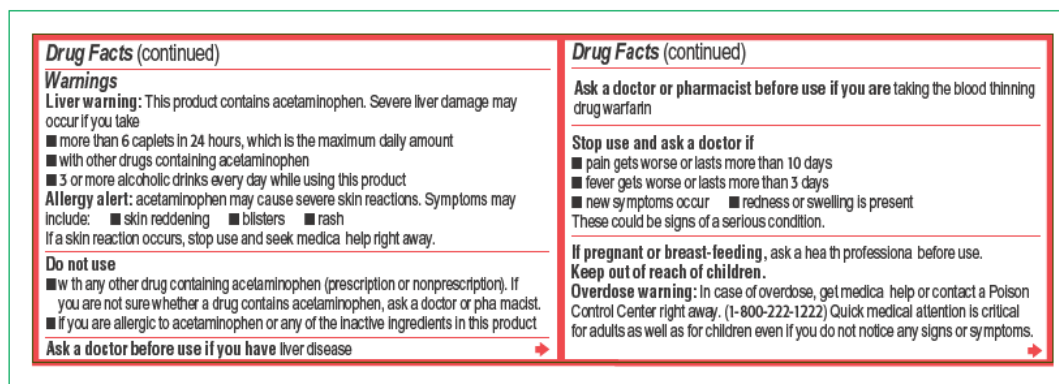 Drug Facts (continued)
Warnings
Liver warning: This product contains acetaminophen. Severe liver damage may
occur if you take
■ more than 6 caplets in 24 hours, which is the maximum daily amount
■ with other drugs containing acetaminophen
■ 3 or more alcoholic drinks every day while using this product
Allergy alert: acetaminophen may cause severe skin reactions. Symptoms may
include: ■ skin reddening ■ blisters ■ rash
If a skin reaction occurs, stop use and seek medica help right away.
Do not use
■ w th any other drug containing acetaminophen (prescription or nonprescription). If
you are not sure whether a drug contains acetaminophen, ask a doctor or pha macist.
■ if you are allergic to acetaminophen or any of the inactive ingredients in this product
Ask a doctor before use if you have liver disease
Drug Facts (continued)
Ask a doctor or pharmacist before use if you are taking the blood thinning
drug warfarin
Stop use and ask a doctor if
■ pain gets worse or lasts more than 10 days
■ fever gets worse or lasts more than 3 days
■ new symptoms occur ■ redness or swelling is present
These could be signs of a serious condition.
If pregnant or breast-feeding, ask a hea th professiona before use.
Keep out of reach of children.
Overdose warning: In case of overdose, get medica help or contact a Poison
Control Center right away. (1-800-222-1222) Quick medical attention is critical
for adults as well as for children even if you do not notice any signs or symptoms.